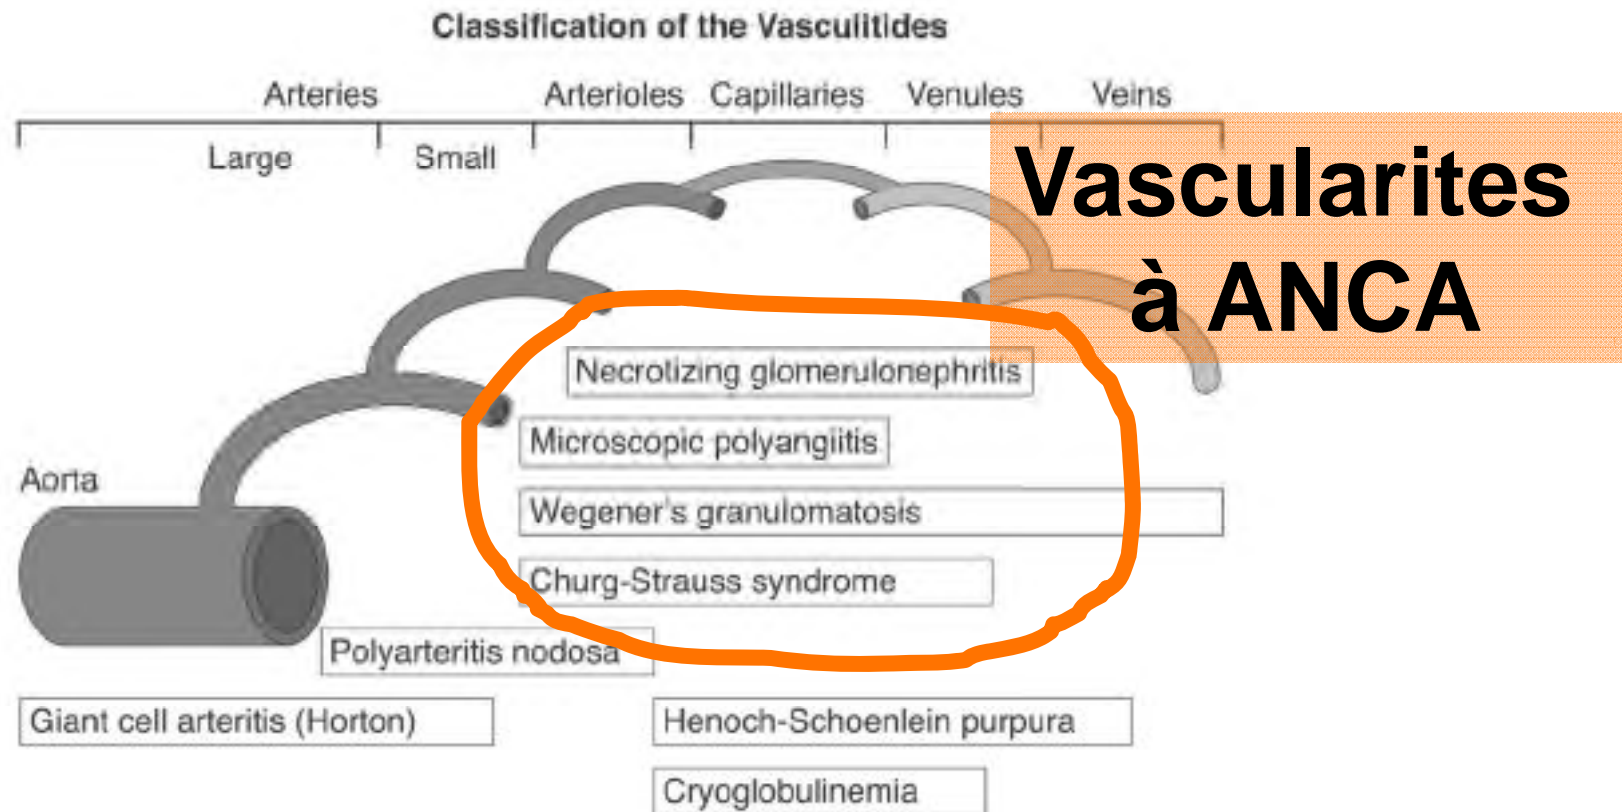 Classification of the Vasculitides
Arteries Arterioles Capillaries Venules Veins
Large Small
Vascularites
à ANCA
Necrotizing glomerulonephritis
Microscopic polyangiitis
Aorta
Wegener's granulomatosis
Churg-Strauss syndrome
Polyarteritis nodosa
Giant cell arteritis (Horton) Henoch-Schoenlein purpura
Cryoglobulinemia